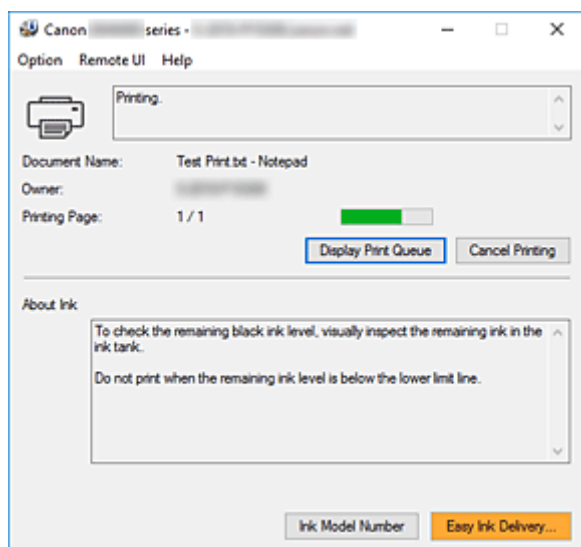 Canon series -
Option Remote UI Help
Printing.
Document Name: Test Print.txt - Notepad
Owner:
Printing Page: 1 / 1
Display Print Queue Cancel Printing
About Ink
To check the remaining black ink level, visually inspect the remaining ink in the
ink tank.
Do not print when the remaining ink level is below the lower limit line.
Ink Model Number Easy Ink Delivery...